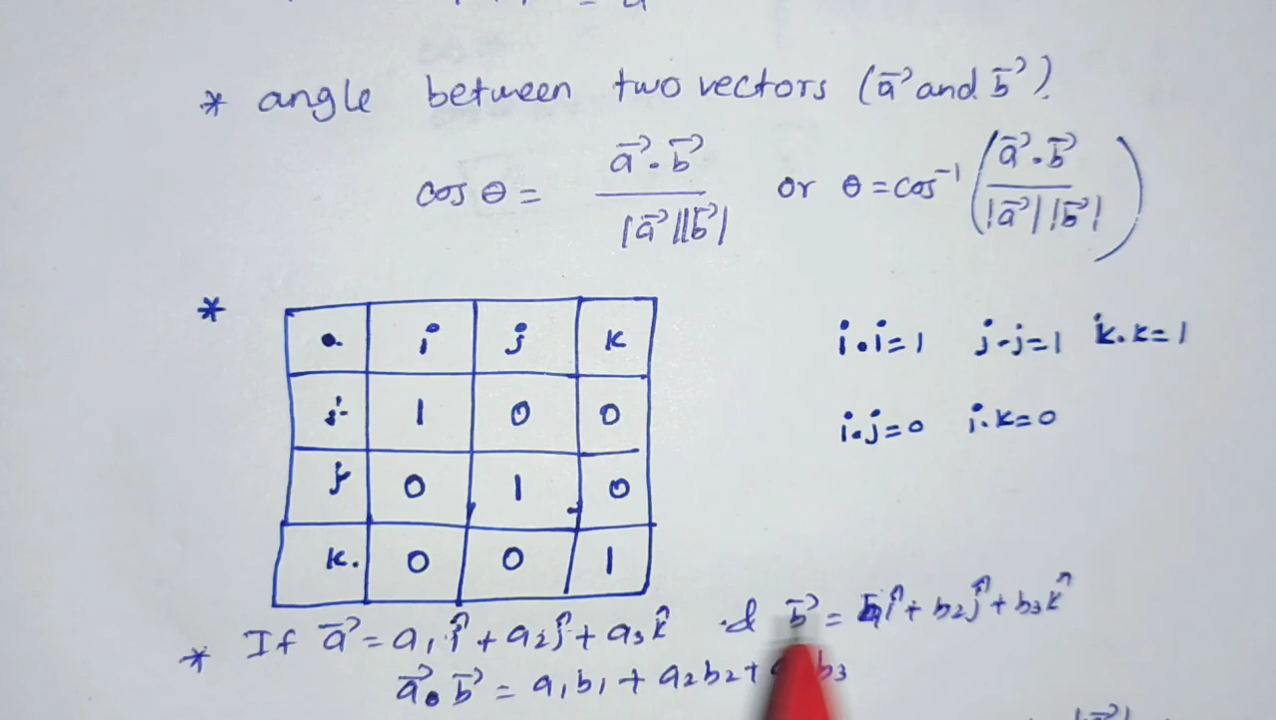 * angle between two vectors (a⃗ and b⃗).
cos θ = a⃗·b⃗ / |a⃗||b⃗| or θ = cos⁻¹ (a⃗·b⃗ / |a⃗||b⃗|)
*
• i j k
i 1 0 0
j 0 1 0
k. 0 0 1
i·i=1 j·j=1 k·k=1
i·j=0 i·k=0
* If a⃗ = a₁î + a₂ĵ + a₃k̂ & b⃗ = b₁î + b₂ĵ + b₃k̂
a⃗·b⃗ = a₁b₁ + a₂b₂ + b₃